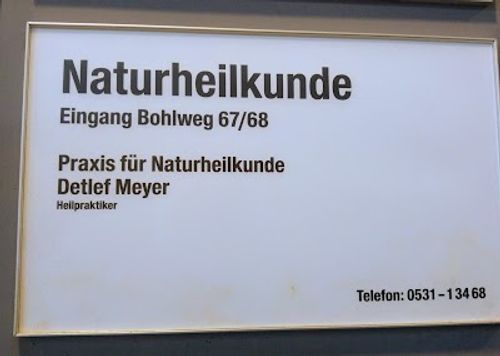 Naturheilkunde
Eingang Bohlweg 67/68
Praxis für Naturheilkunde
Detlef Meyer
Heilpraktiker
Telefon: 0531 – 1 34 68